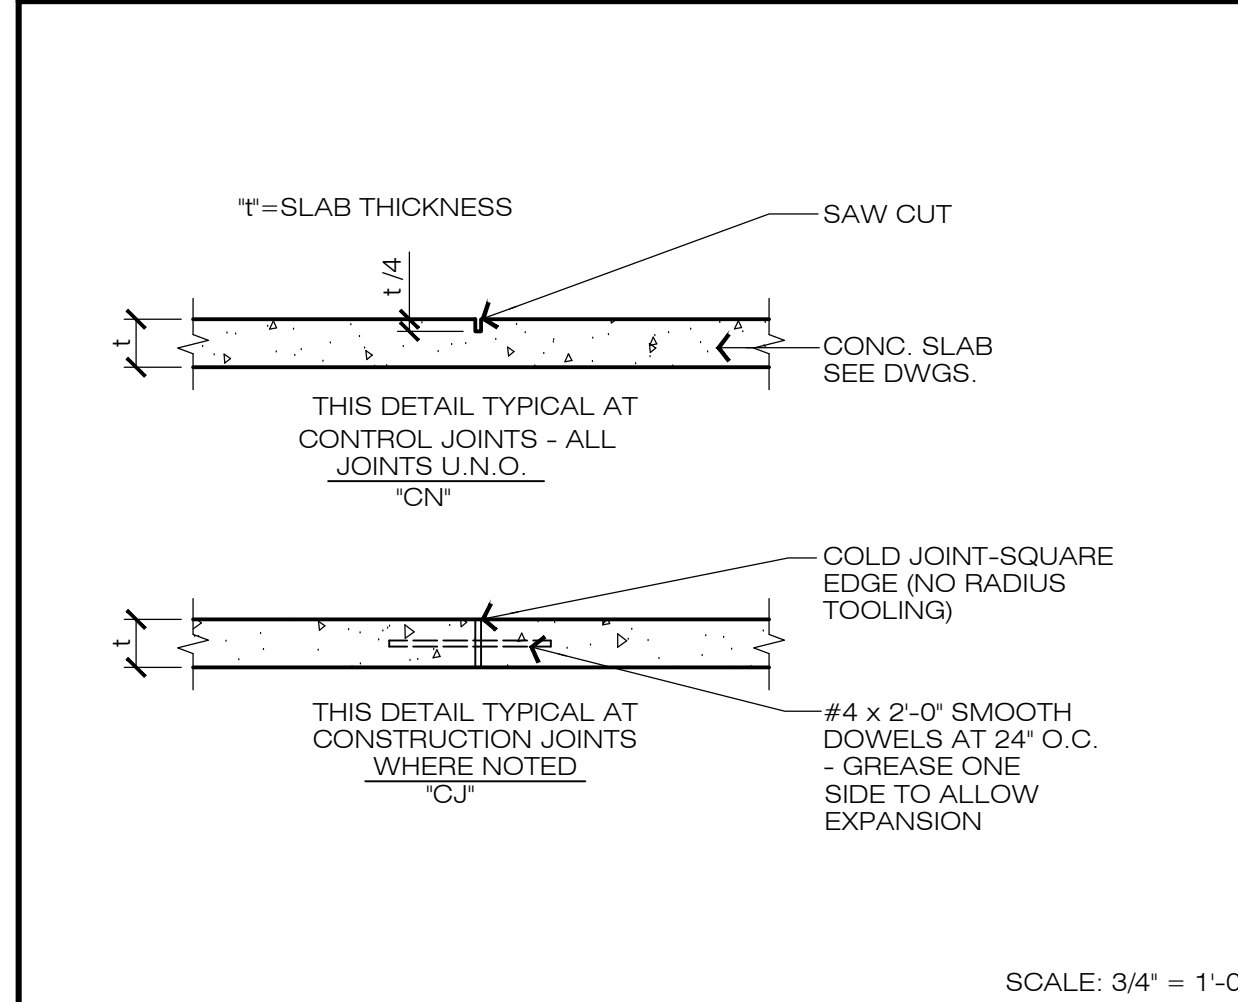 "t"=SLAB THICKNESS
SAW CUT
t /4
t
CONC. SLAB
SEE DWGS.
THIS DETAIL TYPICAL AT
CONTROL JOINTS - ALL
JOINTS U.N.O.
"CN"
COLD JOINT-SQUARE
EDGE (NO RADIUS
TOOLING)
t
THIS DETAIL TYPICAL AT
CONSTRUCTION JOINTS
WHERE NOTED
"CJ"
#4 x 2'-0" SMOOTH
DOWELS AT 24" O.C.
- GREASE ONE
SIDE TO ALLOW
EXPANSION
SCALE: 3/4" = 1'-0